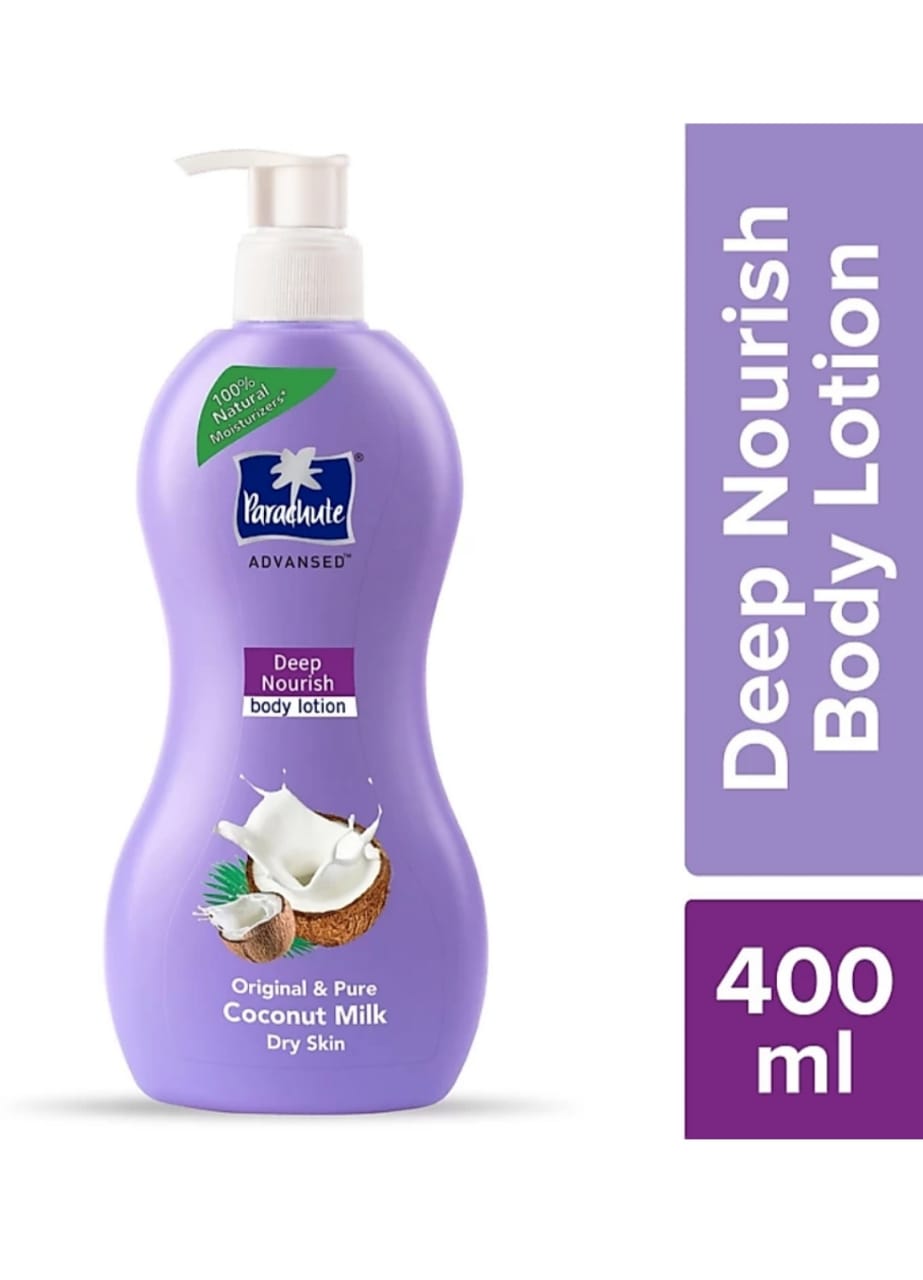 100%
Natural
Moisturizers*
Parachute®
ADVANSED™
Deep
Nourish
body lotion
Original & Pure
Coconut Milk
Dry Skin
Deep Nourish
Body Lotion
400
ml